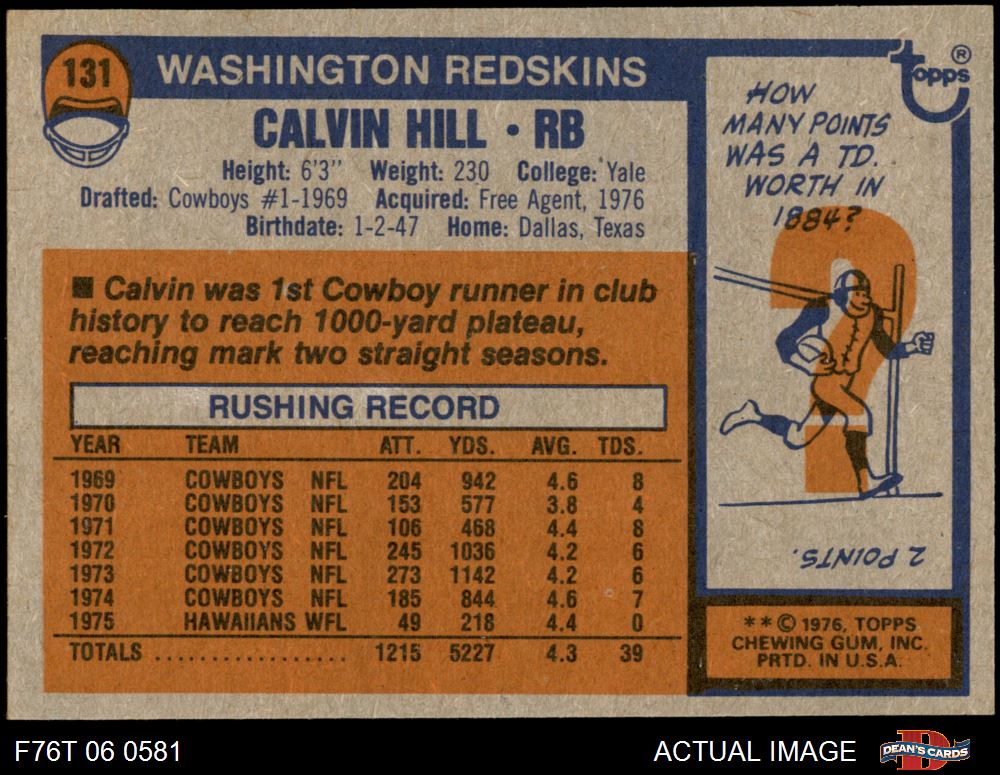 131
WASHINGTON REDSKINS
CALVIN HILL • RB
Height: 6'3" Weight: 230 College: Yale
Drafted: Cowboys #1-1969 Acquired: Free Agent, 1976
Birthdate: 1-2-47 Home: Dallas, Texas
■ Calvin was 1st Cowboy runner in club
history to reach 1000-yard plateau,
reaching mark two straight seasons.
RUSHING RECORD
YEAR TEAM ATT. YDS. AVG. TDS.
1969 COWBOYS NFL 204 942 4.6 8
1970 COWBOYS NFL 153 577 3.8 4
1971 COWBOYS NFL 106 468 4.4 8
1972 COWBOYS NFL 245 1036 4.2 6
1973 COWBOYS NFL 273 1142 4.2 6
1974 COWBOYS NFL 185 844 4.6 7
1975 HAWAIIANS WFL 49 218 4.4 0
TOTALS .................. 1215 5227 4.3 39
topps ®
HOW
MANY POINTS
WAS A TD.
WORTH IN
1884?
?
2 POINTS.
**© 1976, TOPPS
CHEWING GUM, INC.
PRTD. IN U.S.A.
F76T 06 0581
ACTUAL IMAGE
D
DEAN'S CARDS